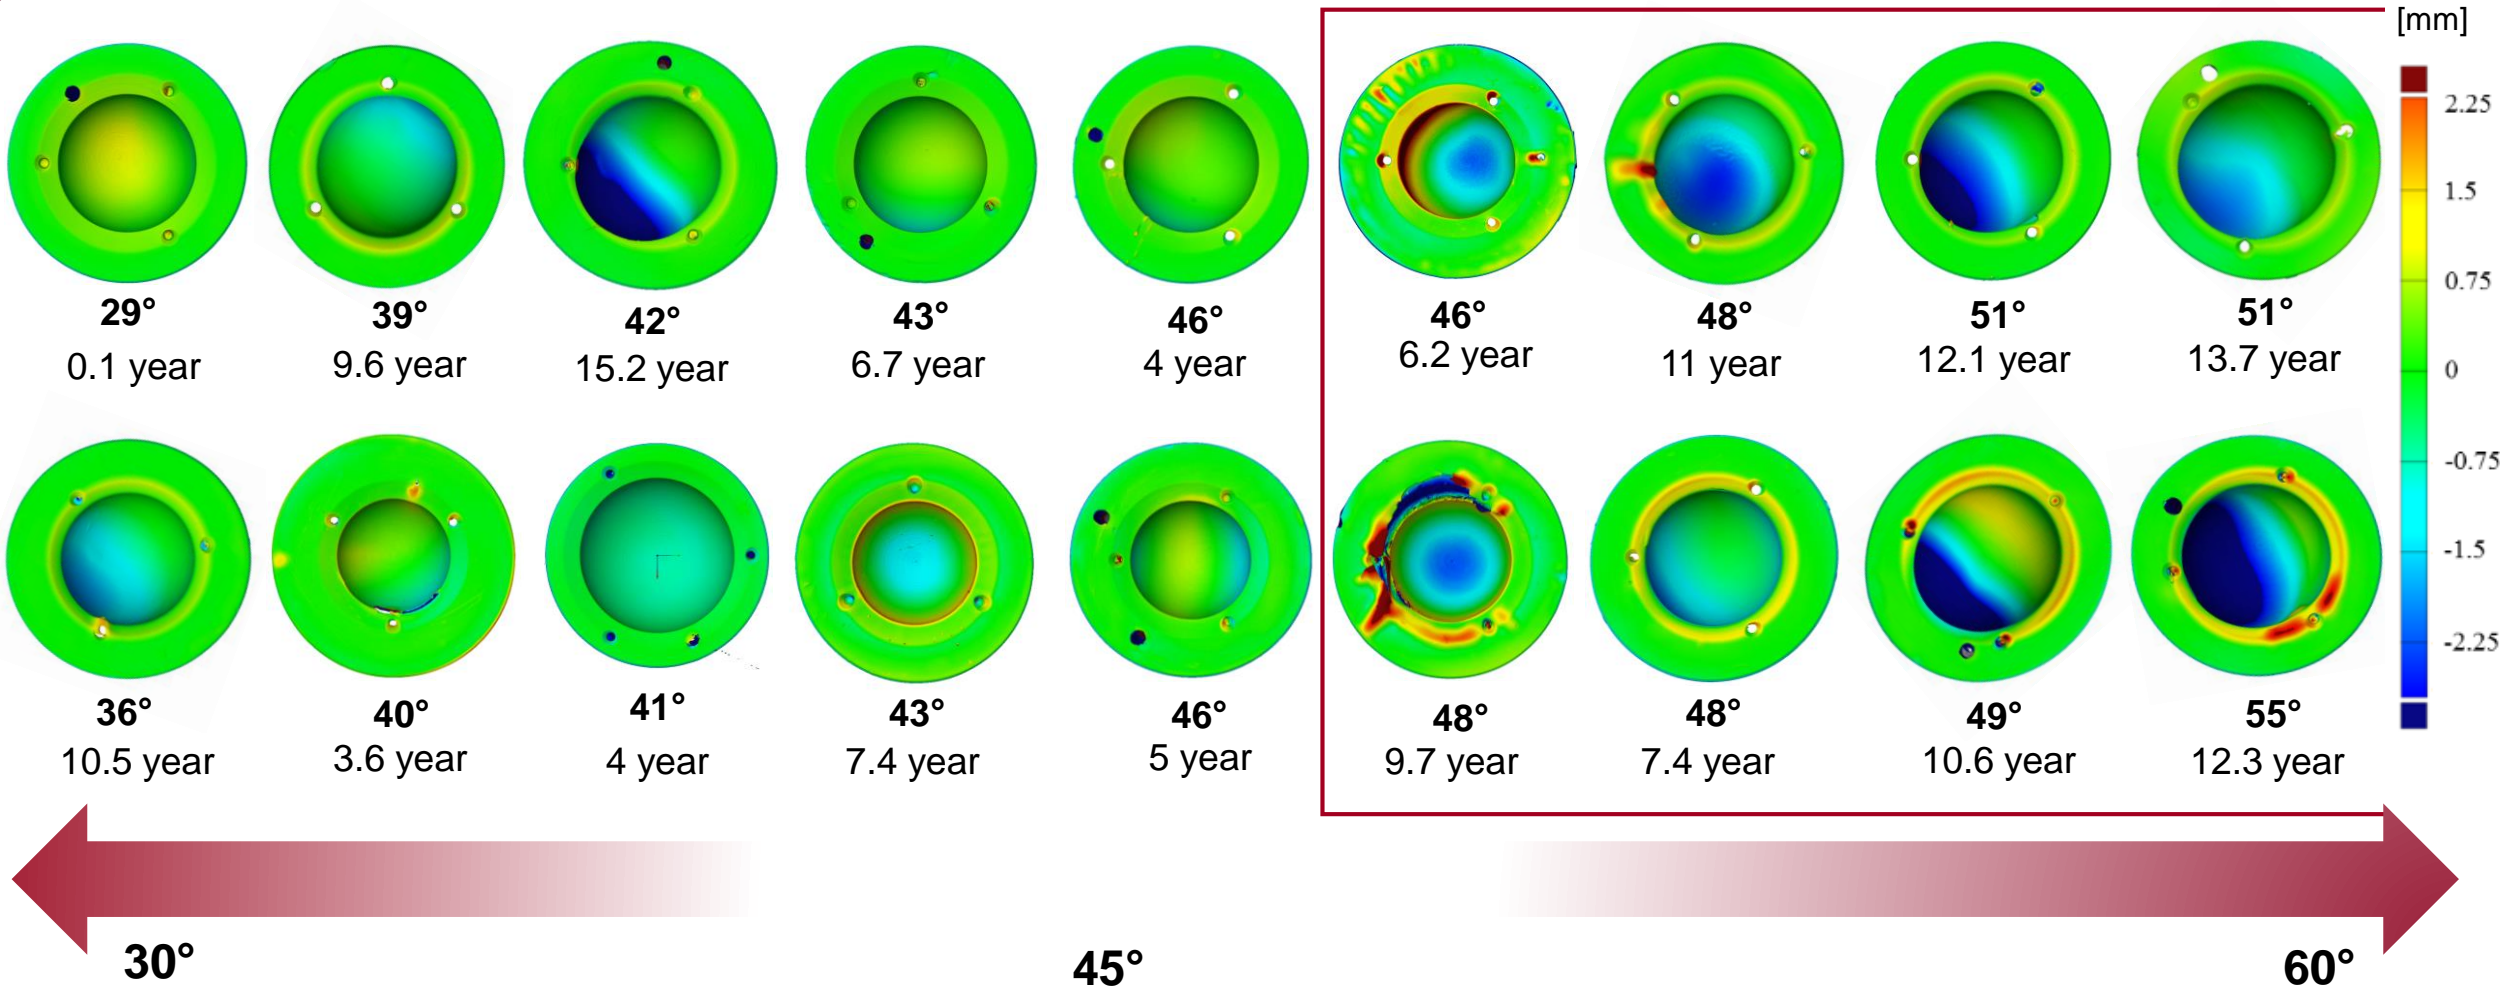 [mm]
29°
39°
42°
43°
46°
46°
48°
51°
51°
0.1 year
9.6 year
15.2 year
6.7 year
4 year
6.2 year
11 year
12.1 year
13.7 year
36°
40°
41°
43°
46°
48°
48°
49°
55°
10.5 year
3.6 year
4 year
7.4 year
5 year
9.7 year
7.4 year
10.6 year
12.3 year
2.25
1.5
0.75
0
-0.75
-1.5
-2.25
30°
45°
60°